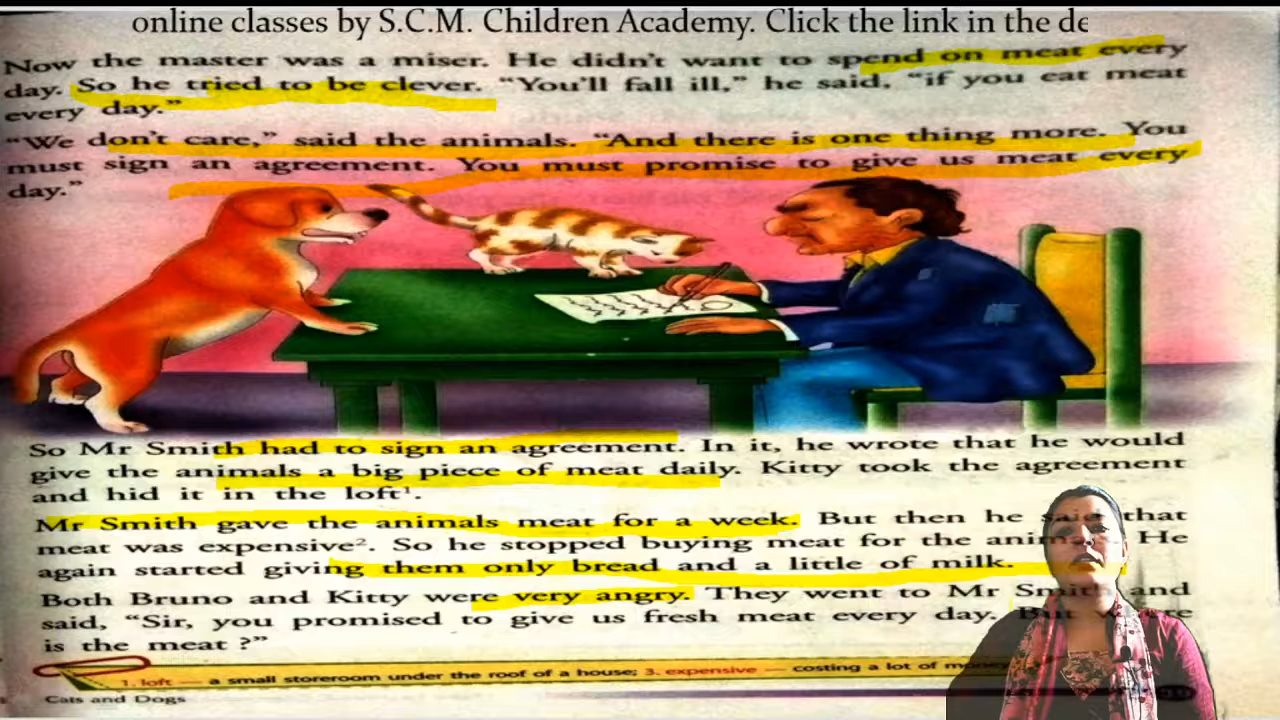 online classes by S.C.M. Children Academy. Click the link in the de
Now the master was a miser. He didn't want to spend on meat every
day. So he tried to be clever. "You'll fall ill," he said, "if you eat meat
every day."
"We don't care," said the animals. "And there is one thing more. You
must sign an agreement. You must promise to give us meat every
day."
So Mr Smith had to sign an agreement. In it, he wrote that he would
give the animals a big piece of meat daily. Kitty took the agreement
and hid it in the loft¹.
Mr Smith gave the animals meat for a week. But then he said that
meat was expensive². So he stopped buying meat for the anim He
again started giving them only bread and a little of milk.
Both Bruno and Kitty were very angry. They went to Mr Smith and
said, "Sir, you promised to give us fresh meat every day. But
is the meat ?"
1. loft — a small storeroom under the roof of a house; 3. expensive — costing a lot of money
Cats and Dogs